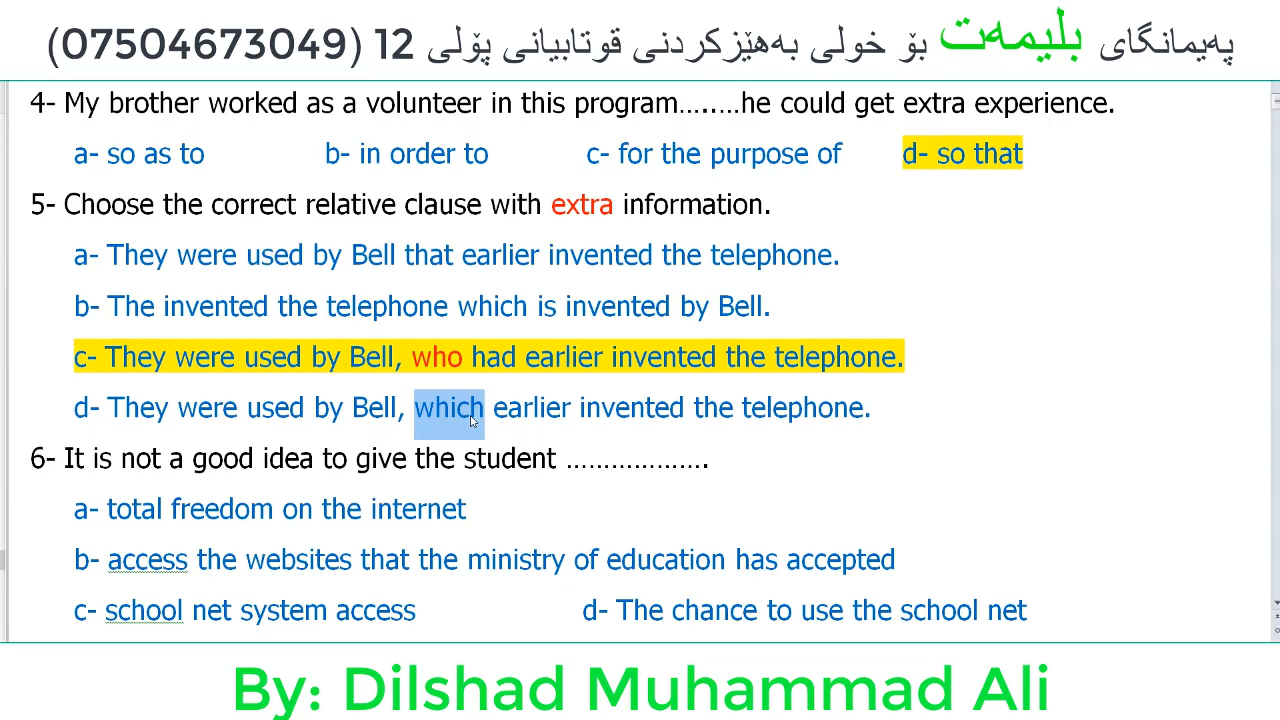 پەیمانگای بلیمەت بۆ خولی بەهێزکردنی قوتابیانی پۆلی 12 (07504673049)
4- My brother worked as a volunteer in this program........he could get extra experience.
a- so as to b- in order to c- for the purpose of d- so that
5- Choose the correct relative clause with extra information.
a- They were used by Bell that earlier invented the telephone.
b- The invented the telephone which is invented by Bell.
c- They were used by Bell, who had earlier invented the telephone.
d- They were used by Bell, which earlier invented the telephone.
6- It is not a good idea to give the student ………………….
a- total freedom on the internet
b- access the websites that the ministry of education has accepted
c- school net system access d- The chance to use the school net
By: Dilshad Muhammad Ali